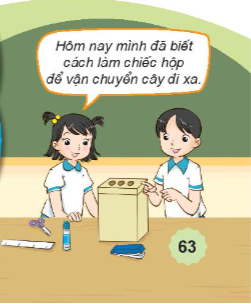 Hôm nay mình đã biết
cách làm chiếc hộp
để vận chuyển cây đi xa.
63